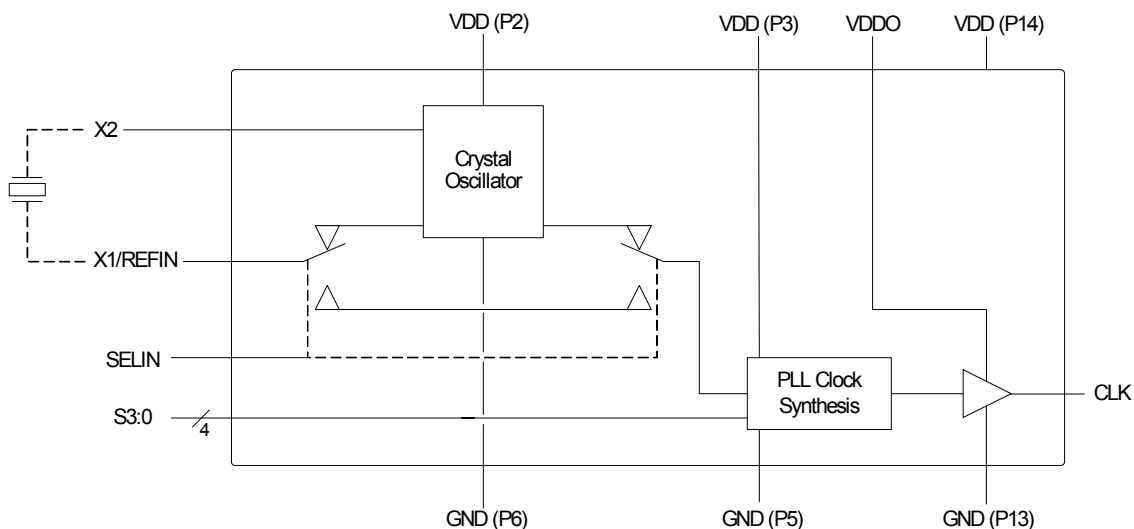 VDD (P2)
VDD (P3)
VDDO
VDD (P14)
X2
Crystal
Oscillator
X1/REFIN
SELIN
PLL Clock
Synthesis
CLK
S3:0
4
GND (P6)
GND (P5)
GND (P13)